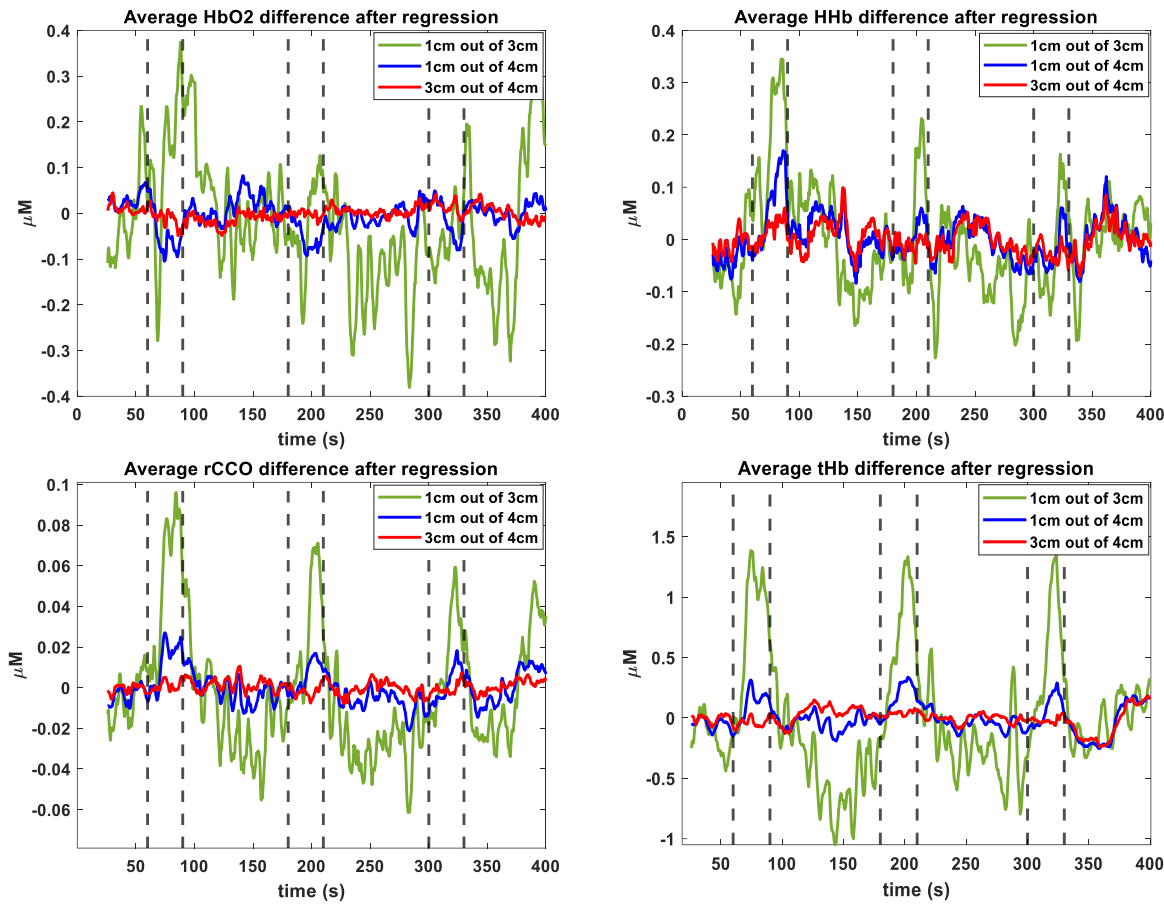 Average HbO2 difference after regression
0.4
0.3
0.2
0.1
0
-0.1
-0.2
-0.3
-0.4
μM
1cm out of 3cm
1cm out of 4cm
3cm out of 4cm
0 50 100 150 200 250 300 350 400
time (s)
Average HHb difference after regression
0.4
0.3
0.2
0.1
0
-0.1
-0.2
-0.3
μM
1cm out of 3cm
1cm out of 4cm
3cm out of 4cm
0 50 100 150 200 250 300 350 400
time (s)
Average rCCO difference after regression
0.1
0.08
0.06
0.04
0.02
0
-0.02
-0.04
-0.06
μM
1cm out of 3cm
1cm out of 4cm
3cm out of 4cm
50 100 150 200 250 300 350 400
time (s)
Average tHb difference after regression
1.5
1
0.5
0
-0.5
-1
μM
1cm out of 3cm
1cm out of 4cm
3cm out of 4cm
50 100 150 200 250 300 350 400
time (s)